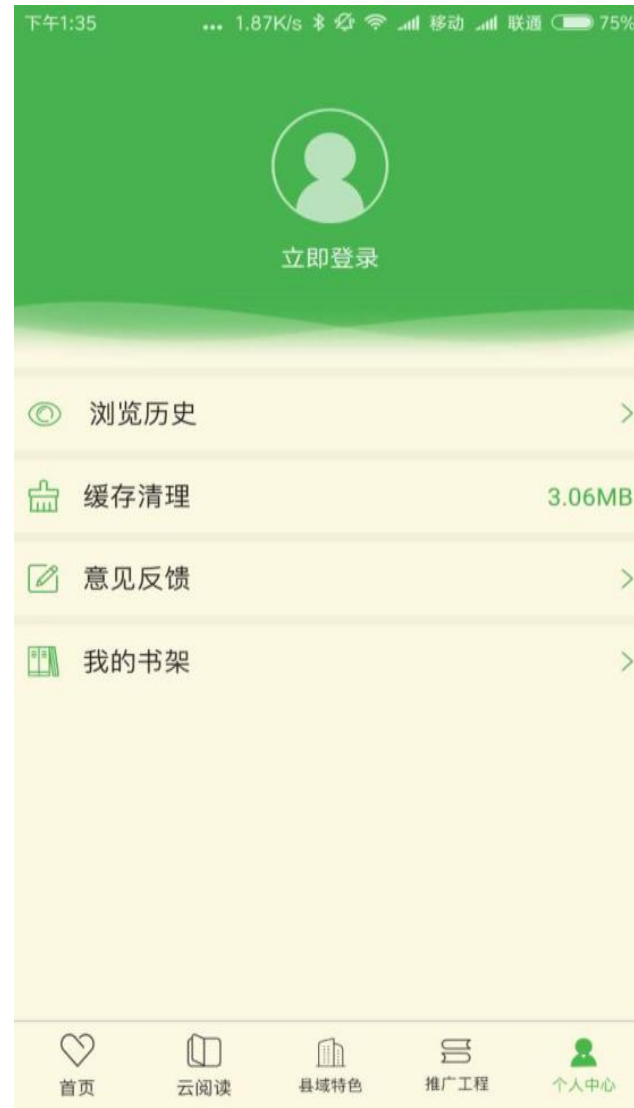 下午1:35 ... 1.87K/s 移动 联通 75%
立即登录
浏览历史
缓存清理 3.06MB
意见反馈
我的书架
首页 云阅读 县域特色 推广工程 个人中心